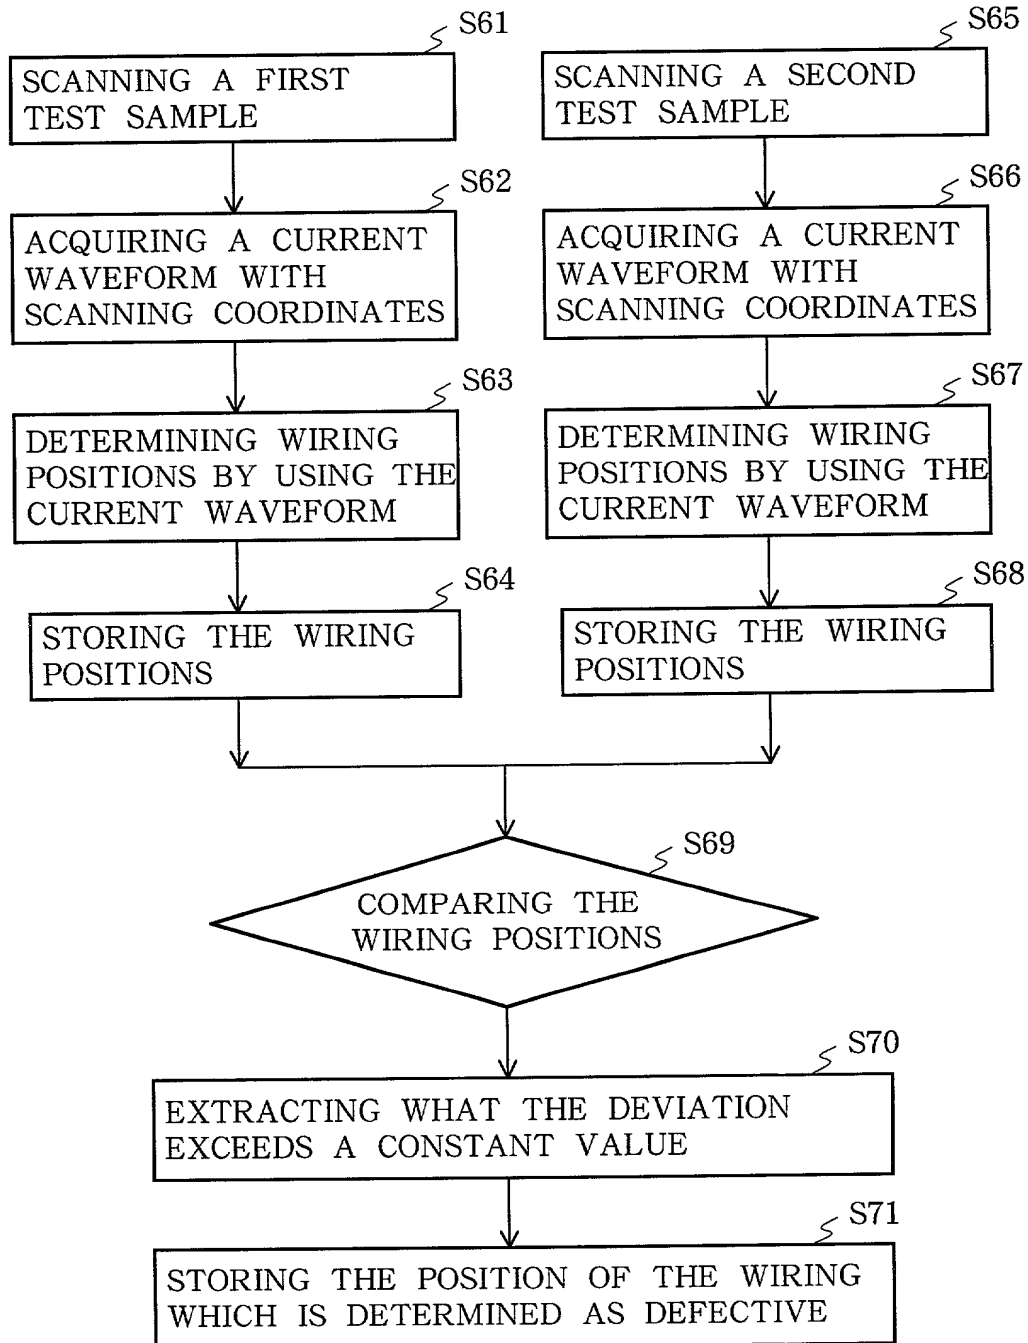 S61
SCANNING A FIRST
TEST SAMPLE
S62
ACQUIRING A CURRENT
WAVEFORM WITH
SCANNING COORDINATES
S63
DETERMINING WIRING
POSITIONS BY USING THE
CURRENT WAVEFORM
S64
STORING THE WIRING
POSITIONS
S65
SCANNING A SECOND
TEST SAMPLE
S66
ACQUIRING A CURRENT
WAVEFORM WITH
SCANNING COORDINATES
S67
DETERMINING WIRING
POSITIONS BY USING THE
CURRENT WAVEFORM
S68
STORING THE WIRING
POSITIONS
S69
COMPARING THE
WIRING POSITIONS
S70
EXTRACTING WHAT THE DEVIATION
EXCEEDS A CONSTANT VALUE
S71
STORING THE POSITION OF THE WIRING
WHICH IS DETERMINED AS DEFECTIVE